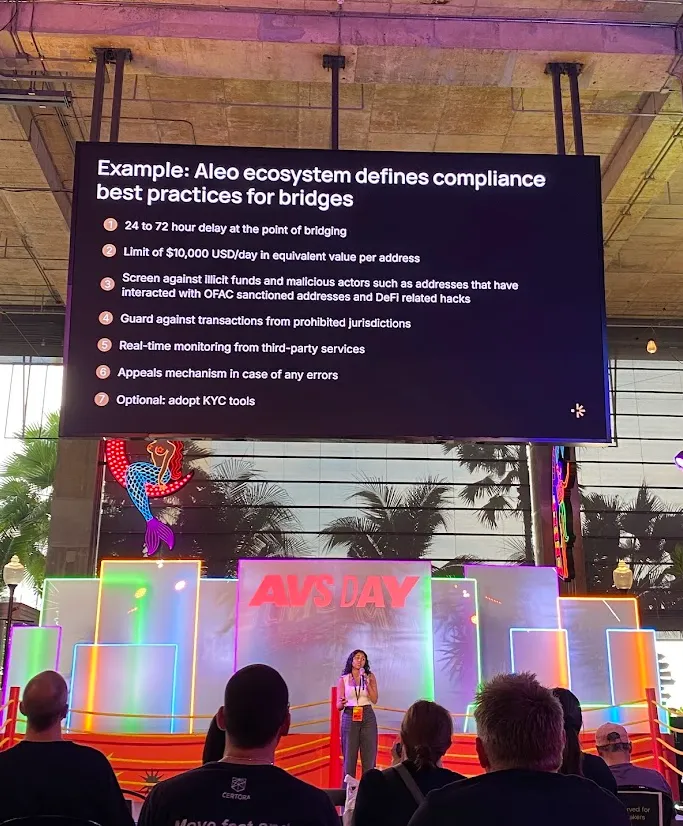 Example: Aleo ecosystem defines compliance
best practices for bridges
1 24 to 72 hour delay at the point of bridging
2 Limit of $10,000 USD/day in equivalent value per address
3 Screen against illicit funds and malicious actors such as addresses that have
interacted with OFAC sanctioned addresses and DeFi related hacks
4 Guard against transactions from prohibited jurisdictions
5 Real-time monitoring from third-party services
6 Appeals mechanism in case of any errors
7 Optional: adopt KYC tools
AVS DAY
CERTORA
Move fast and